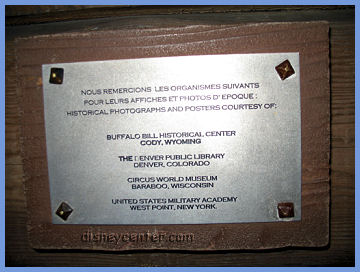 NOUS REMERCIONS LES ORGANISMES SUIVANTS
POUR LEURS AFFICHES ET PHOTOS D'EPOQUE :
HISTORICAL PHOTOGRAPHS AND POSTERS COURTESY OF:
BUFFALO BILL HISTORICAL CENTER
CODY, WYOMING
THE DENVER PUBLIC LIBRARY
DENVER, COLORADO
CIRCUS WORLD MUSEUM
BARABOO, WISCONSIN
UNITED STATES MILITARY ACADEMY
WEST POINT, NEW YORK.
disneycenter.com